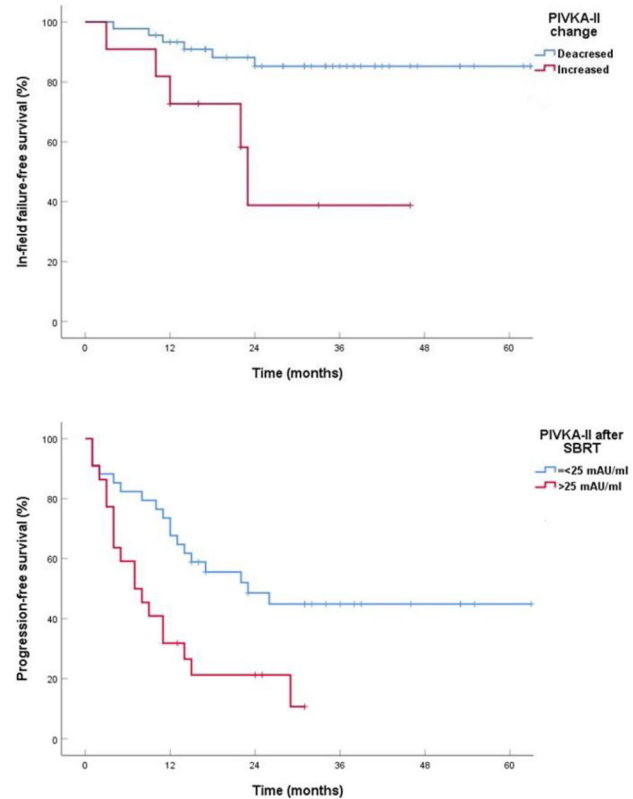 PIVKA-II
change
Deacresed
Increased
In-field failure-free survival (%)
100
80
60
40
20
0
0 12 24 36 48 60
Time (months)
PIVKA-II after
SBRT
=<25 mAU/ml
>25 mAU/ml
Progression-free survival (%)
100
80
60
40
20
0
0 12 24 36 48 60
Time (months)